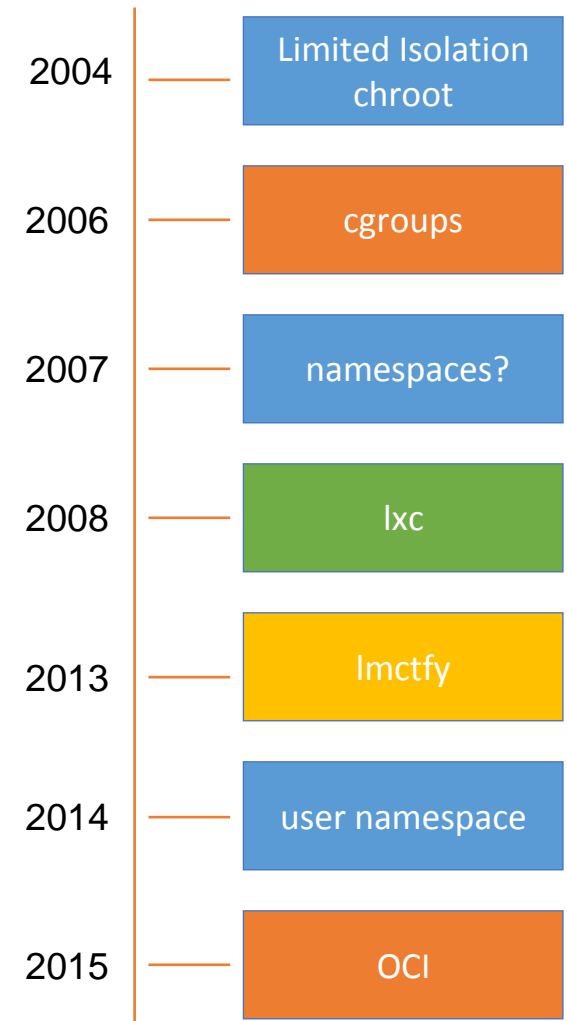 2004
Limited Isolation
chroot
2006
cgroups
2007
namespaces?
2008
lxc
2013
lmctfy
2014
user namespace
2015
OCI